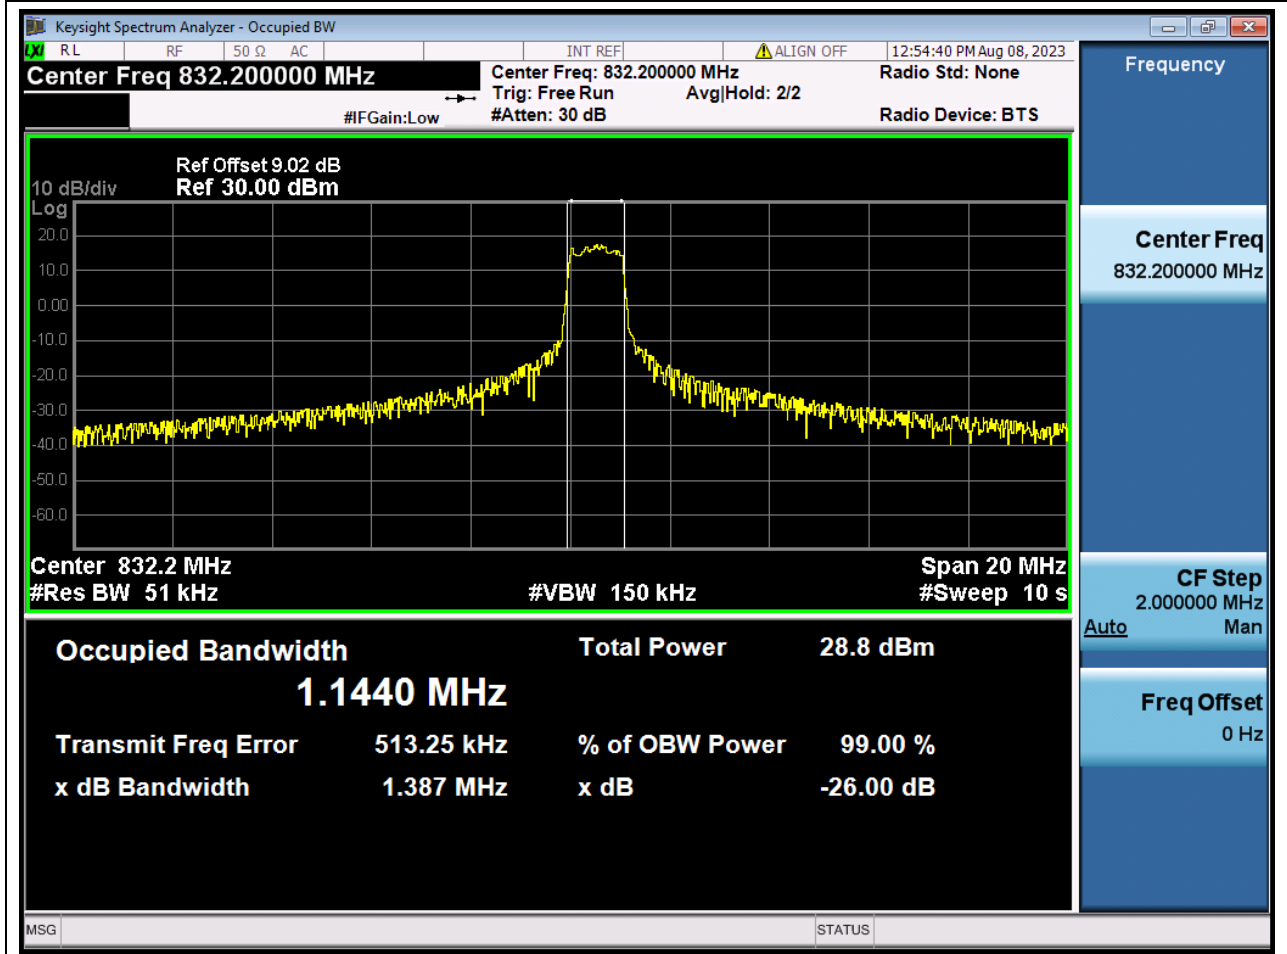 Keysight Spectrum Analyzer - Occupied BW
LXI RL RF 50 Ω AC INT REF ALIGN OFF 12:54:40 PM Aug 08, 2023
Center Freq 832.200000 MHz
Center Freq: 832.200000 MHz
Radio Std: None
Trig: Free Run Avg|Hold: 2/2
#IFGain:Low #Atten: 30 dB Radio Device: BTS
Ref Offset 9.02 dB
10 dB/div Ref 30.00 dBm
Log
20.0
10.0
0.00
-10.0
-20.0
-30.0
-40.0
-50.0
-60.0
Center 832.2 MHz Span 20 MHz
#Res BW 51 kHz #VBW 150 kHz #Sweep 10 s
Occupied Bandwidth Total Power 28.8 dBm
1.1440 MHz
Transmit Freq Error 513.25 kHz % of OBW Power 99.00 %
x dB Bandwidth 1.387 MHz x dB -26.00 dB
MSG STATUS
Frequency
Center Freq
832.200000 MHz
CF Step
2.000000 MHz
Auto Man
Freq Offset
0 Hz